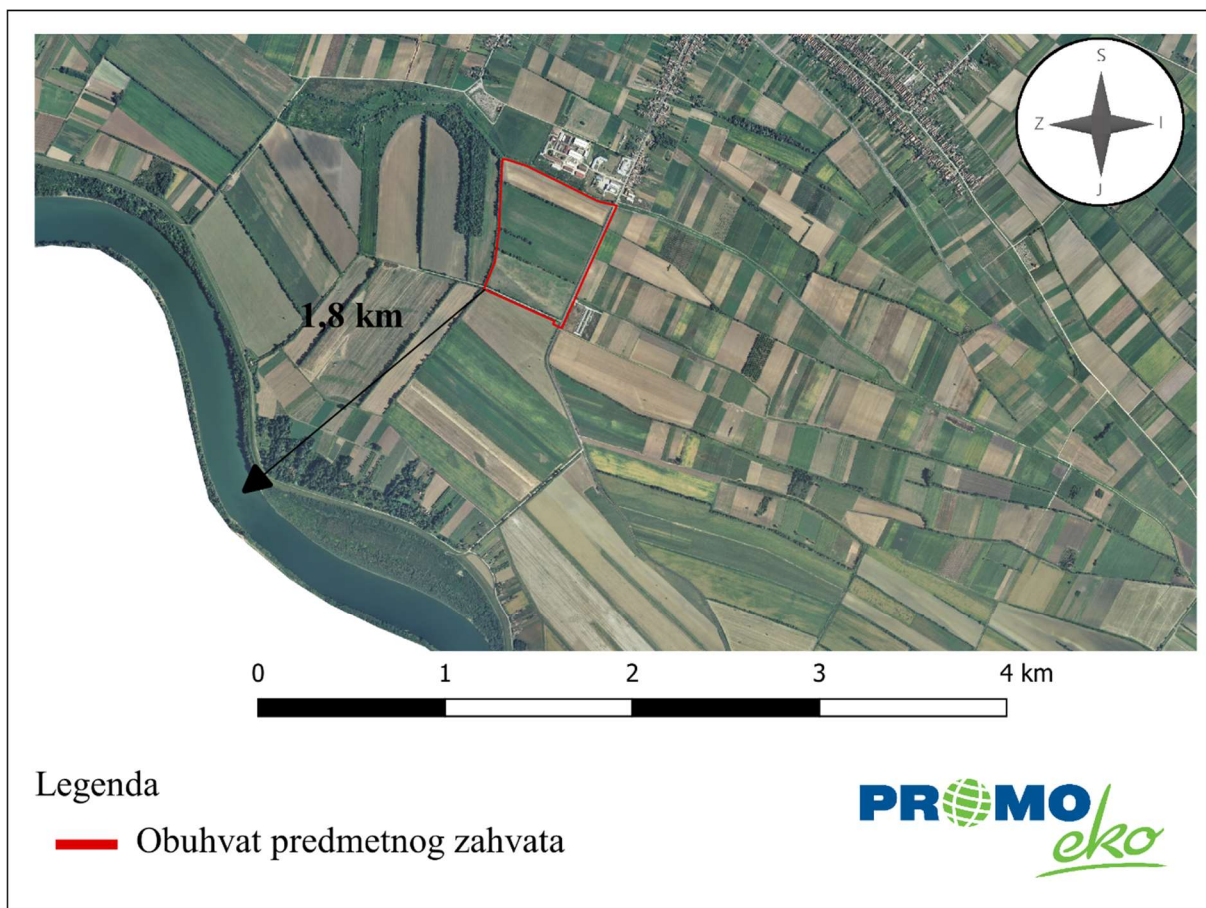 S
Z
I
J
1,8 km
0 1 2 3 4 km
Legenda
Obuhvat predmetnog zahvata
PROMO
eko